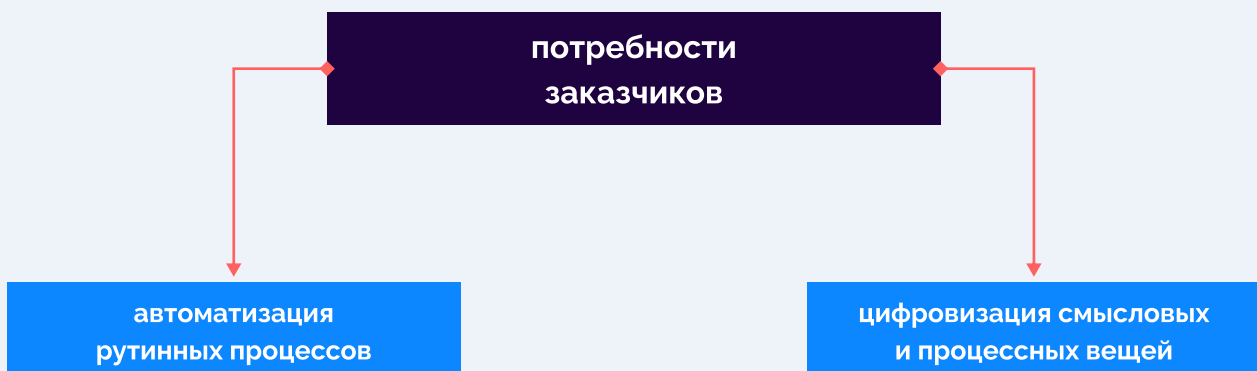 потребности
заказчиков
автоматизация
рутинных процессов
цифровизация смысловых
и процессных вещей